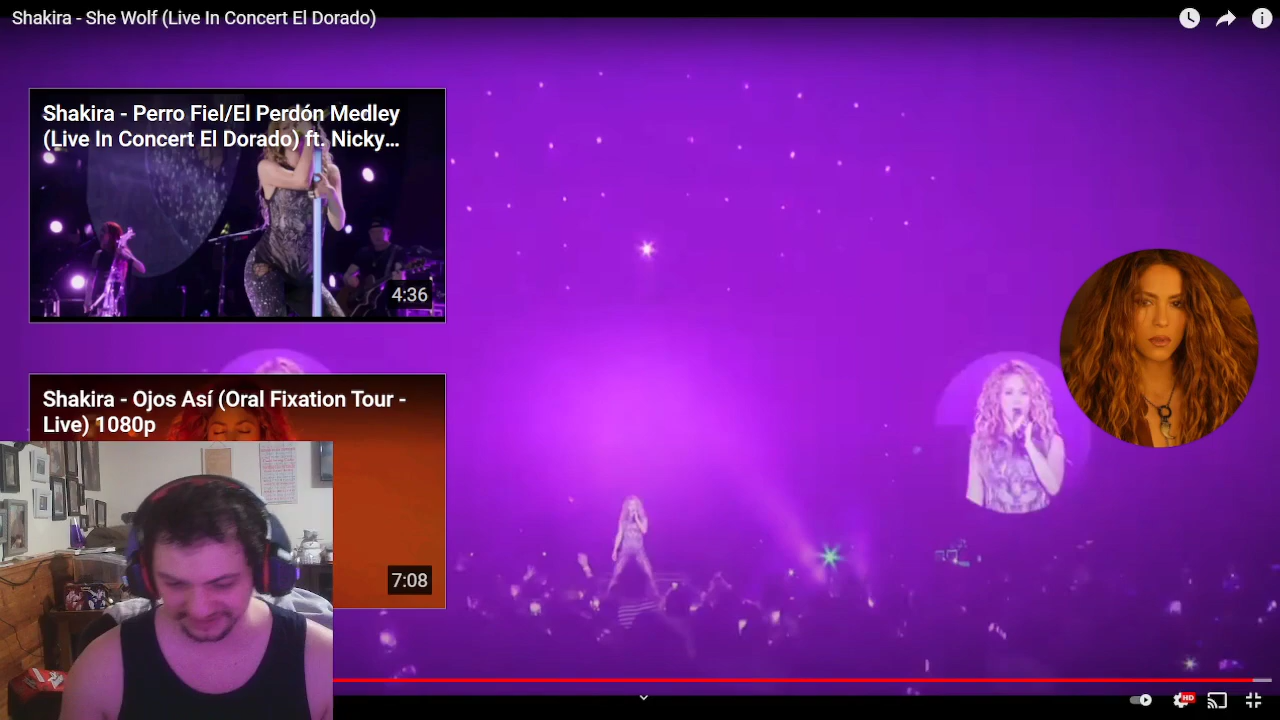 Shakira - She Wolf (Live In Concert El Dorado)
Shakira - Perro Fiel/El Perdón Medley
(Live In Concert El Dorado) ft. Nicky...
4:36
Shakira - Ojos Así (Oral Fixation Tour -
Live) 1080p
7:08
HD